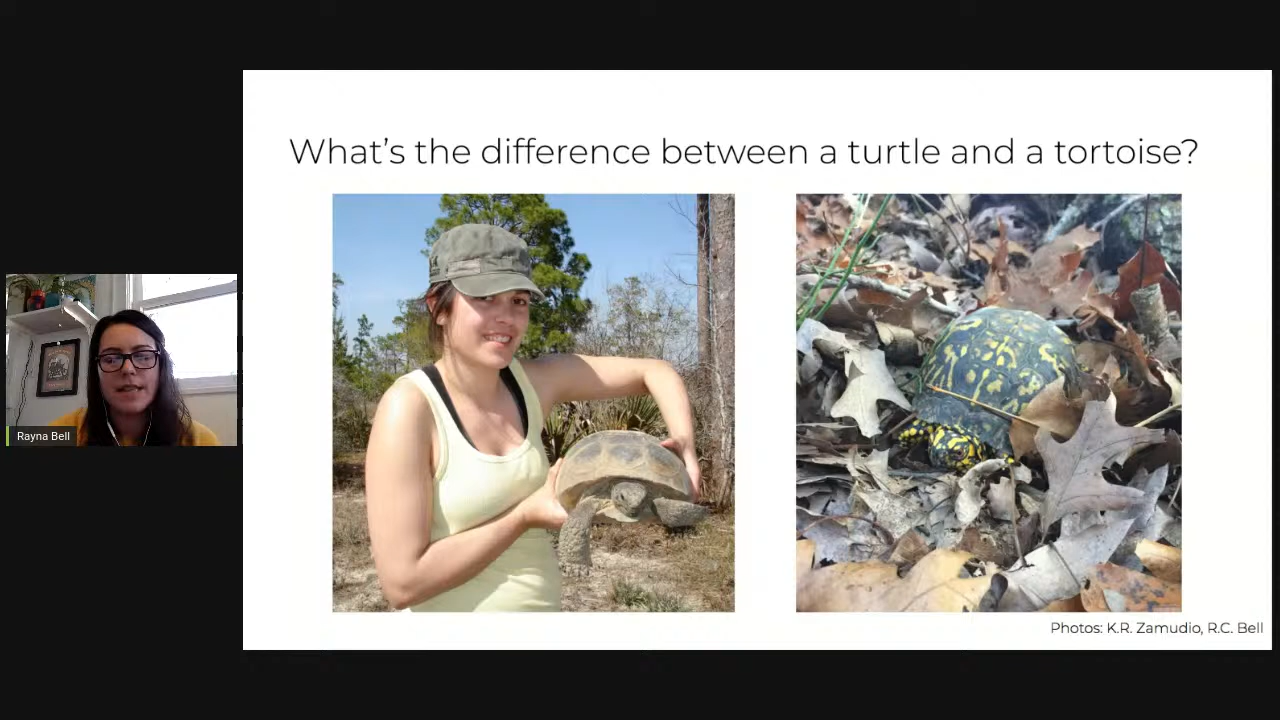 What's the difference between a turtle and a tortoise?
Rayna Bell
Photos: K.R. Zamudio, R.C. Bell